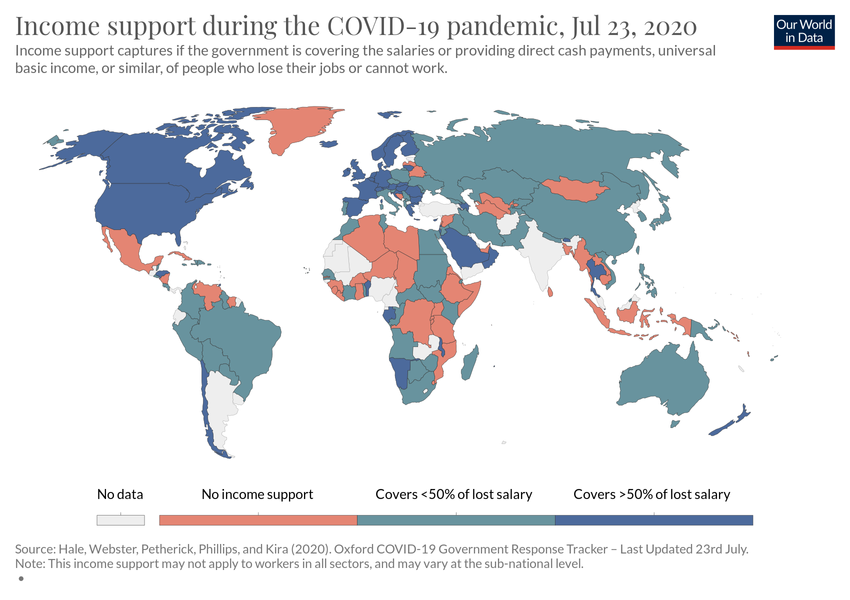 Income support during the COVID-19 pandemic, Jul 23, 2020
Our World
in Data
Income support captures if the government is covering the salaries or providing direct cash payments, universal
basic income, or similar, of people who lose their jobs or cannot work.
No data
No income support
Covers <50% of lost salary
Covers >50% of lost salary
Source: Hale, Webster, Petherick, Phillips, and Kira (2020). Oxford COVID-19 Government Response Tracker – Last Updated 23rd July.
Note: This income support may not apply to workers in all sectors, and may vary at the sub-national level.